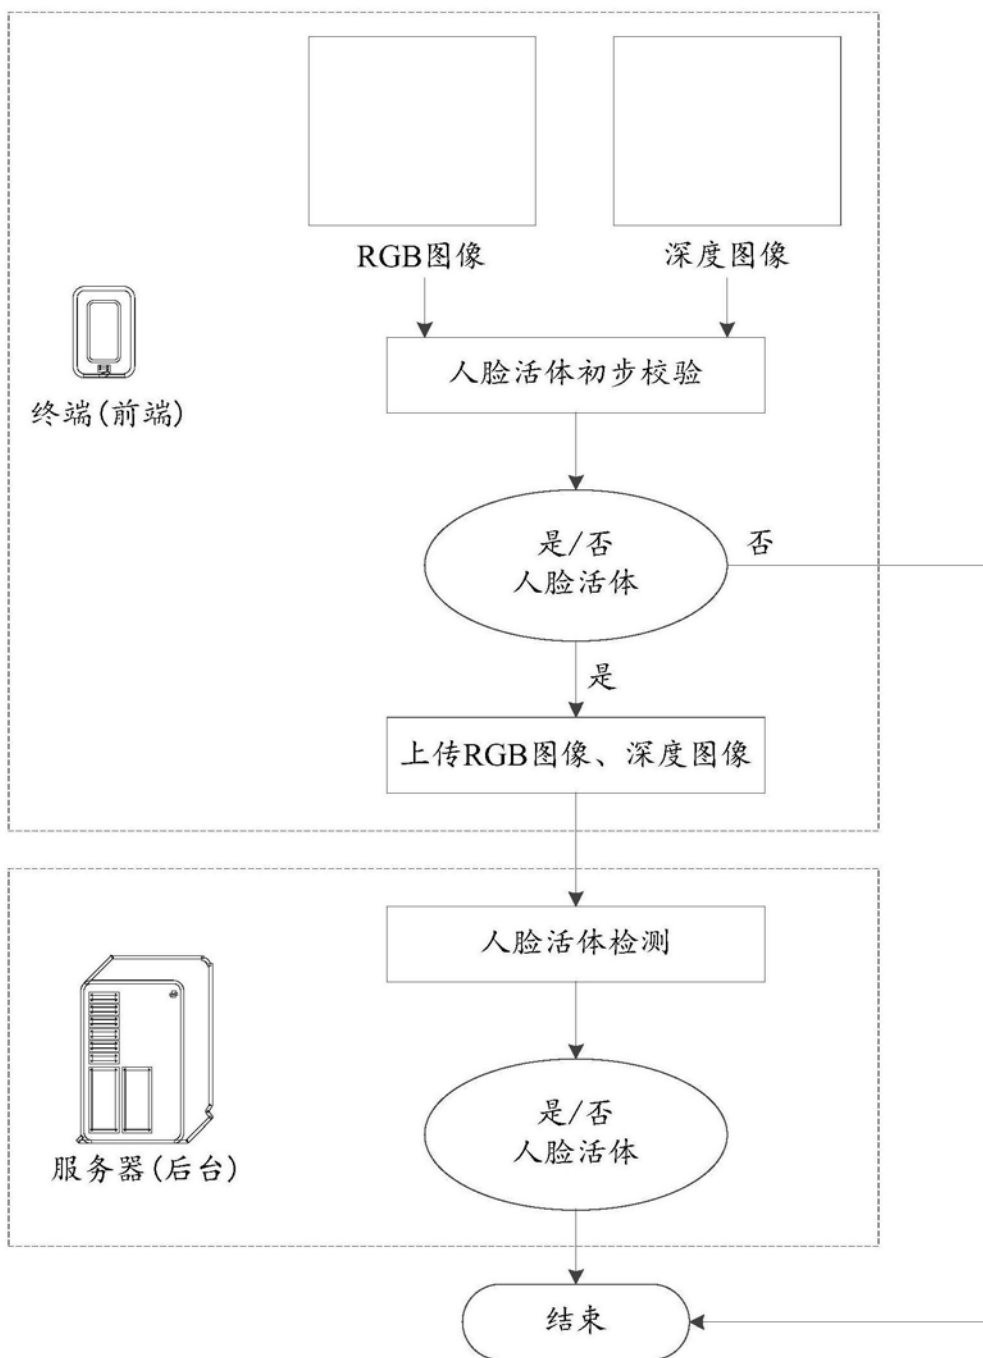 RGB图像
深度图像
人脸活体初步校验
终端(前端)
是/否
人脸活体
否
是
上传RGB图像、深度图像
人脸活体检测
是/否
人脸活体
服务器(后台)
结束